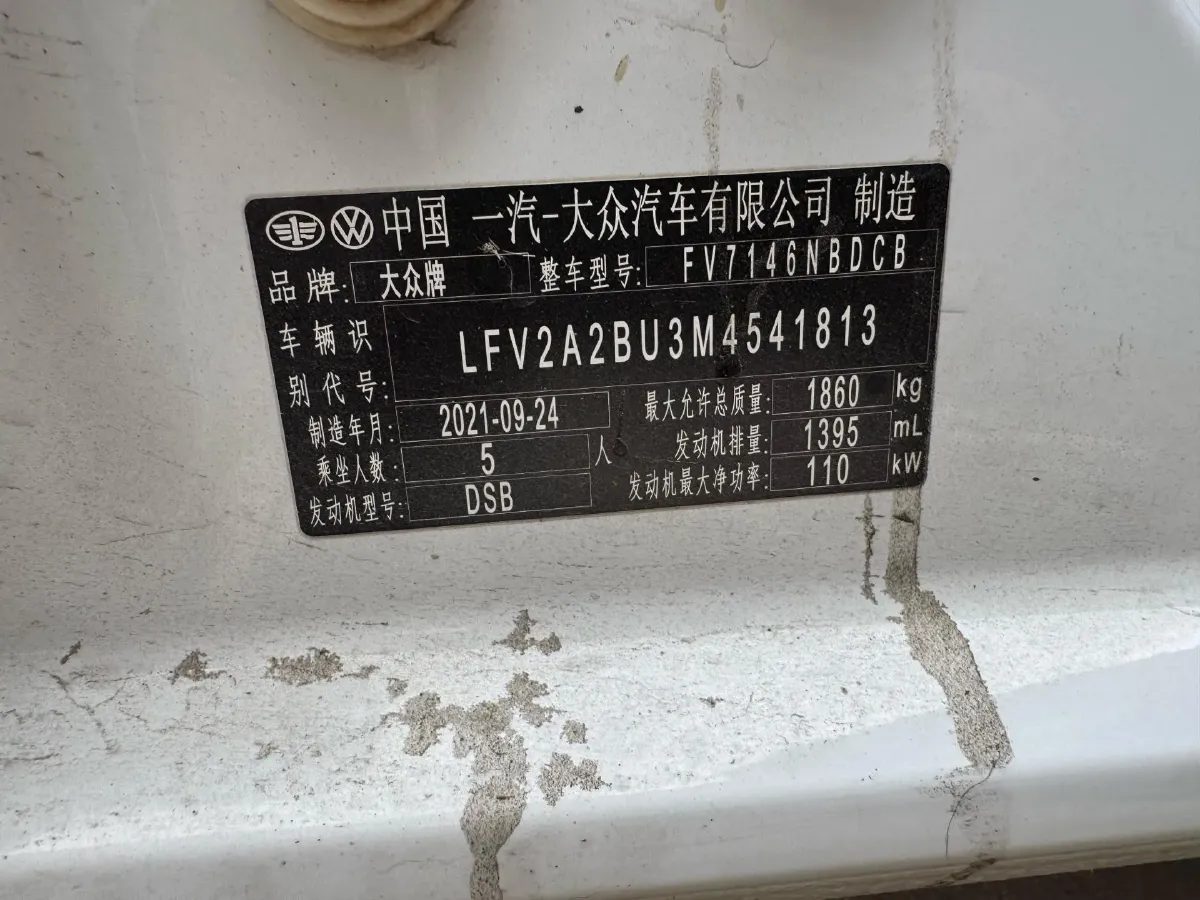 中国 一汽-大众汽车有限公司 制造
品牌: 大众牌 整车型号: FV7146NBDCB
车辆识别代号: LFV2A2BU3M4541813
制造年月: 2021-09-24 最大允许总质量: 1860 kg
乘坐人数: 5 人 发动机排量: 1395 mL
发动机型号: DSB 发动机最大净功率: 110 kW